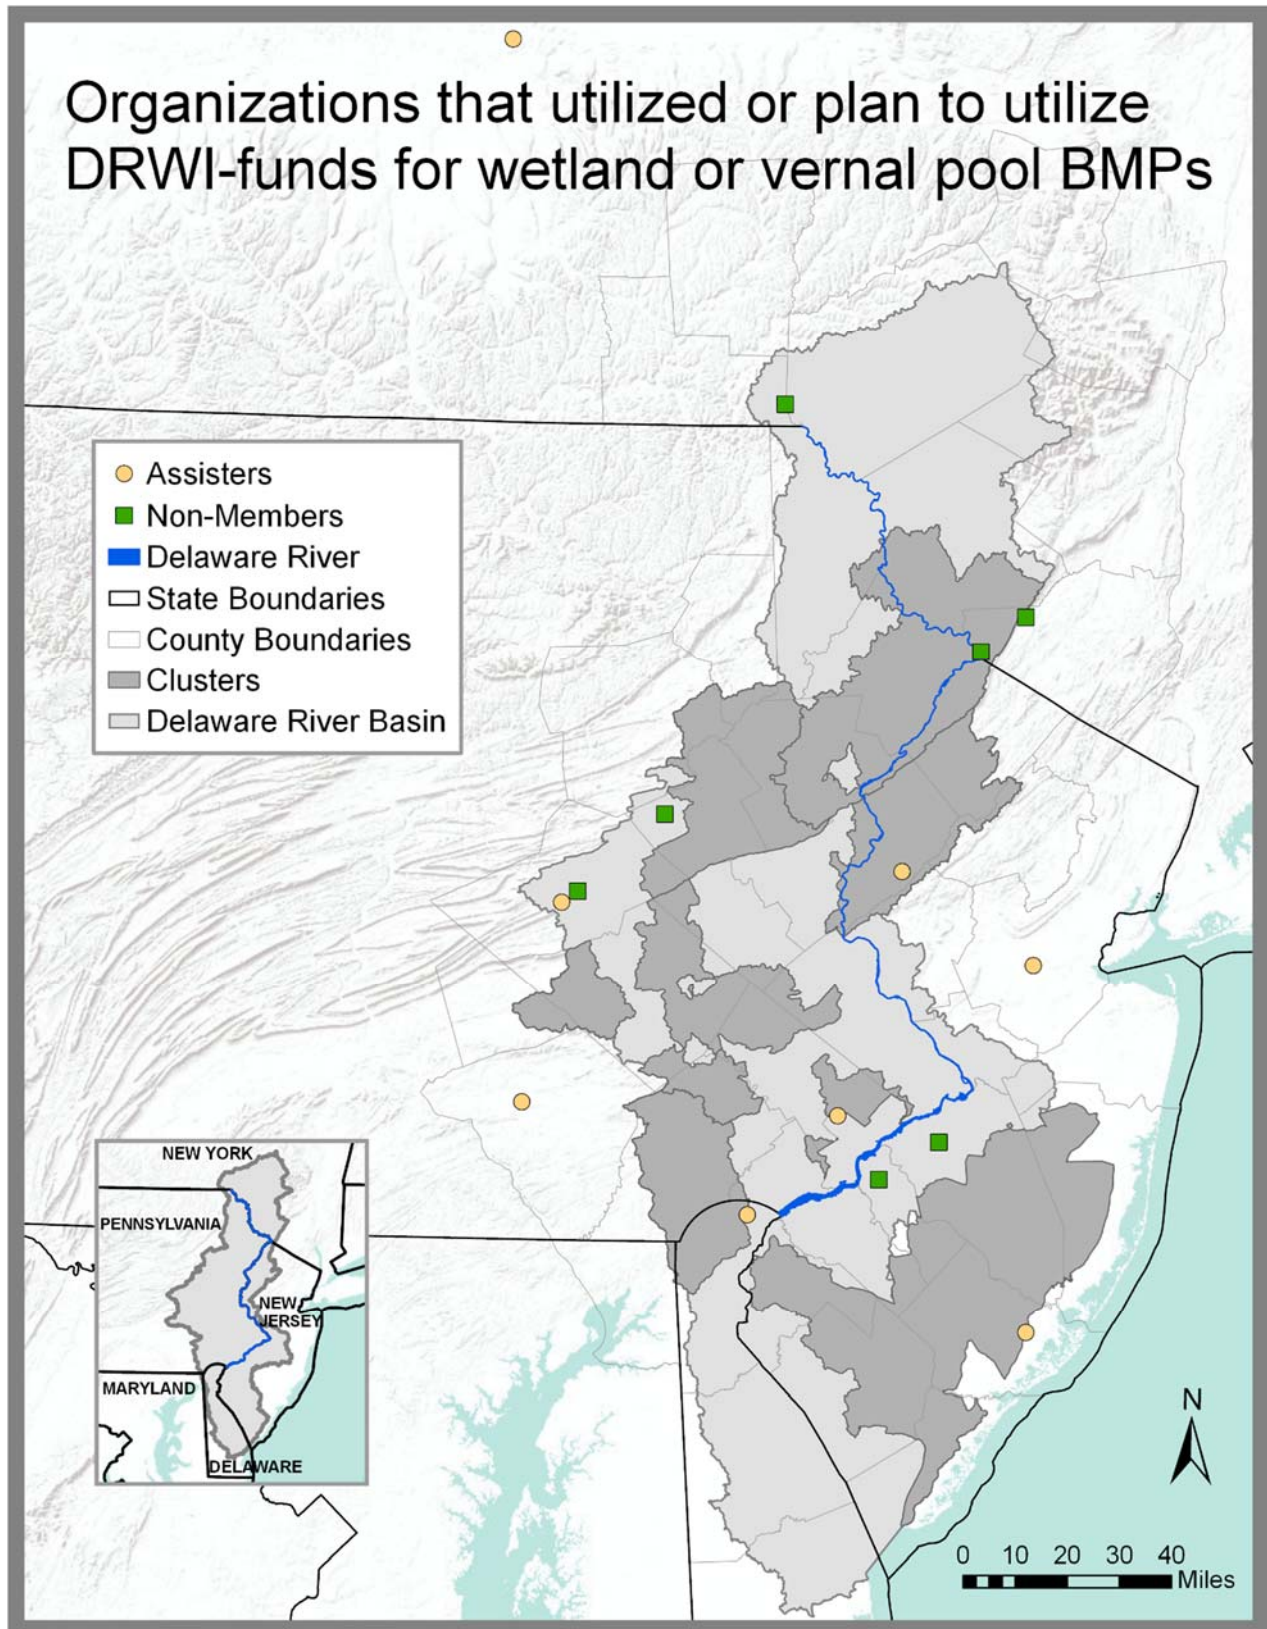 Organizations that utilized or plan to utilize
DRWI-funds for wetland or vernal pool BMPs
Assisters
Non-Members
Delaware River
State Boundaries
County Boundaries
Clusters
Delaware River Basin
NEW YORK
PENNSYLVANIA
NEW
JERSEY
MARYLAND
DELAWARE
N
0 10 20 30 40
Miles